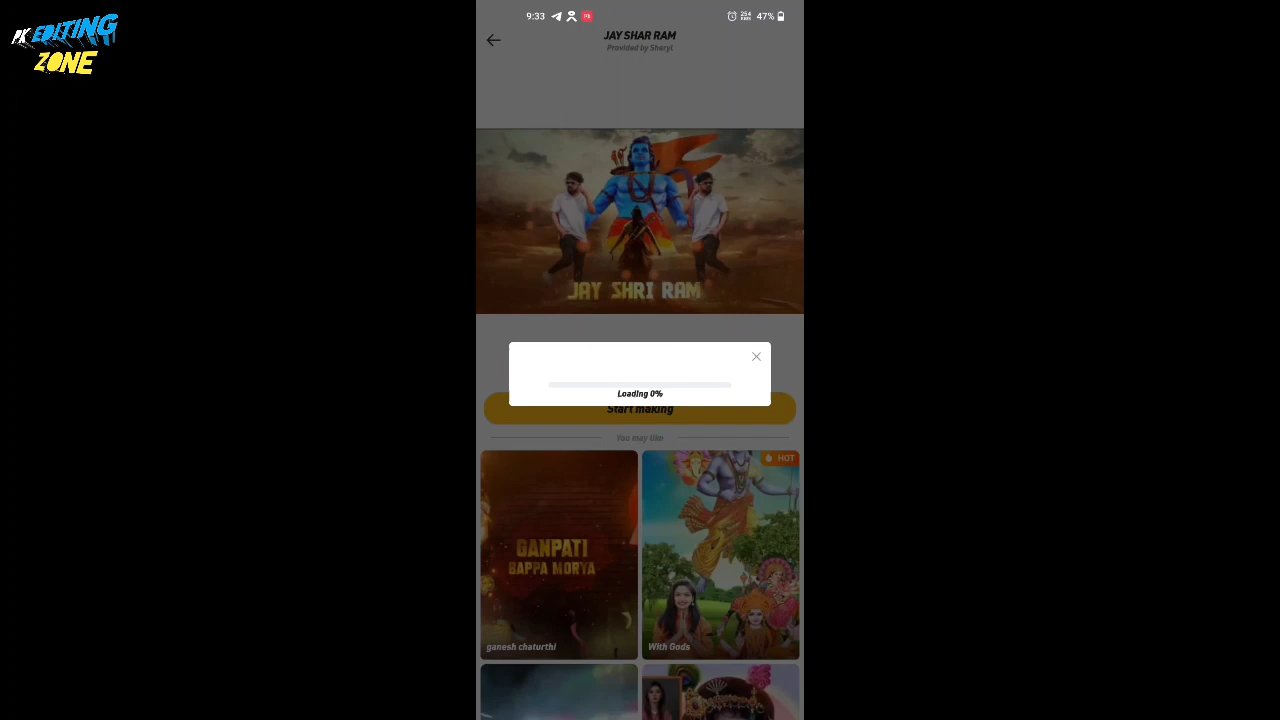 PK EDITING
ZONE
9:33
254
47%
JAY SHAR RAM
Provided by Sheryl
JAY SHRI RAM
Loading 0%
Start making
You may like
HOT
GANPATI
BAPPA MORYA
ganesh chaturthi
With Gods